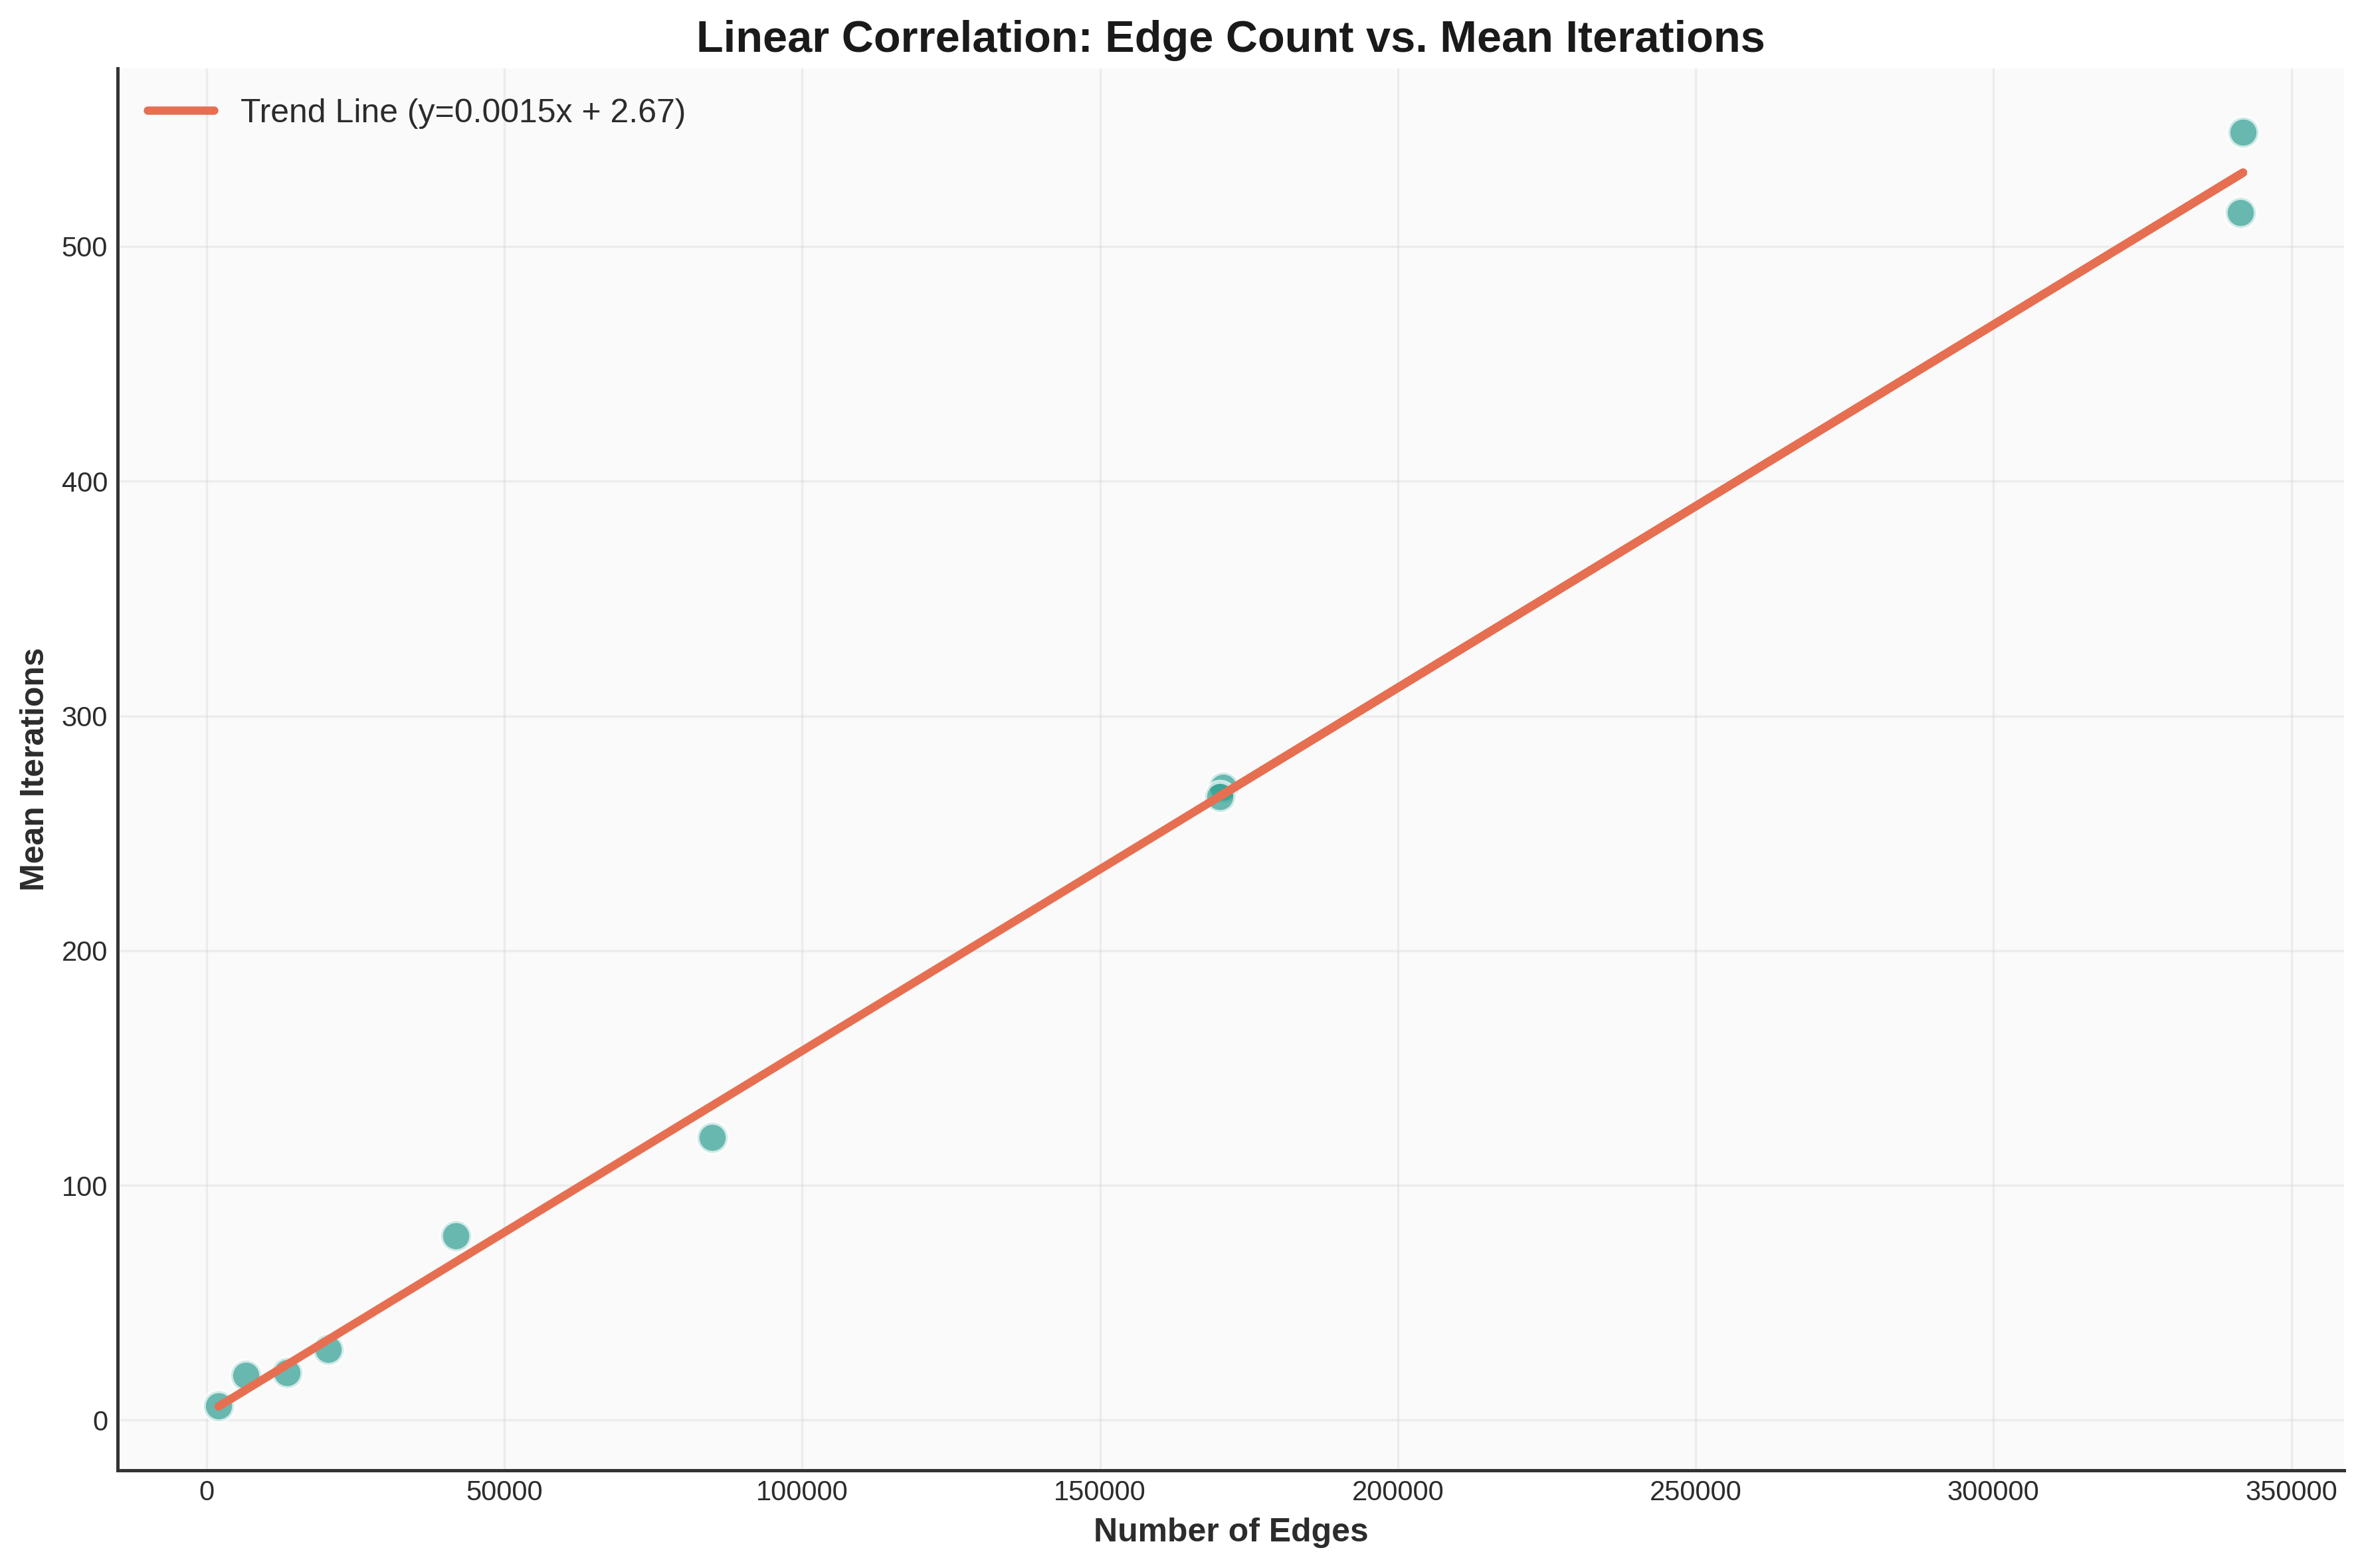 Linear Correlation: Edge Count vs. Mean Iterations
Trend Line (y=0.0015x + 2.67)
500
400
300
200
100
0
Mean Iterations
0 50000 100000 150000 200000 250000 300000 350000
Number of Edges